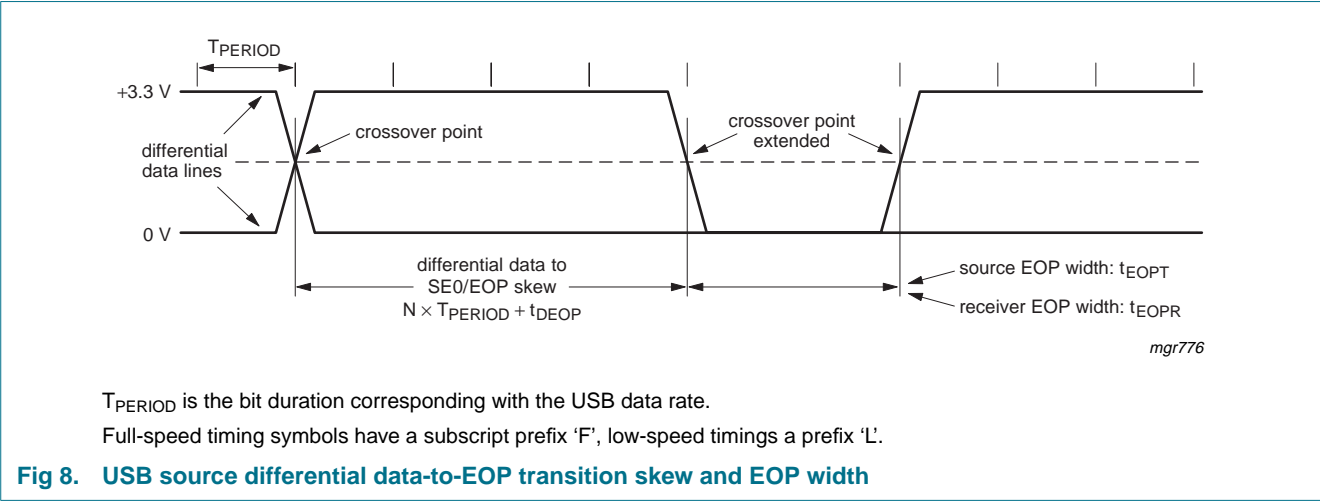 TPERIOD
+3.3 V
crossover point
crossover point
extended
differential
data lines
0 V
differential data to
SE0/EOP skew
N × TPERIOD + tDEOP
source EOP width: tEOPT
receiver EOP width: tEOPR
mgr776
TPERIOD is the bit duration corresponding with the USB data rate.
Full-speed timing symbols have a subscript prefix ‘F’, low-speed timings a prefix ‘L’.
Fig 8. USB source differential data-to-EOP transition skew and EOP width